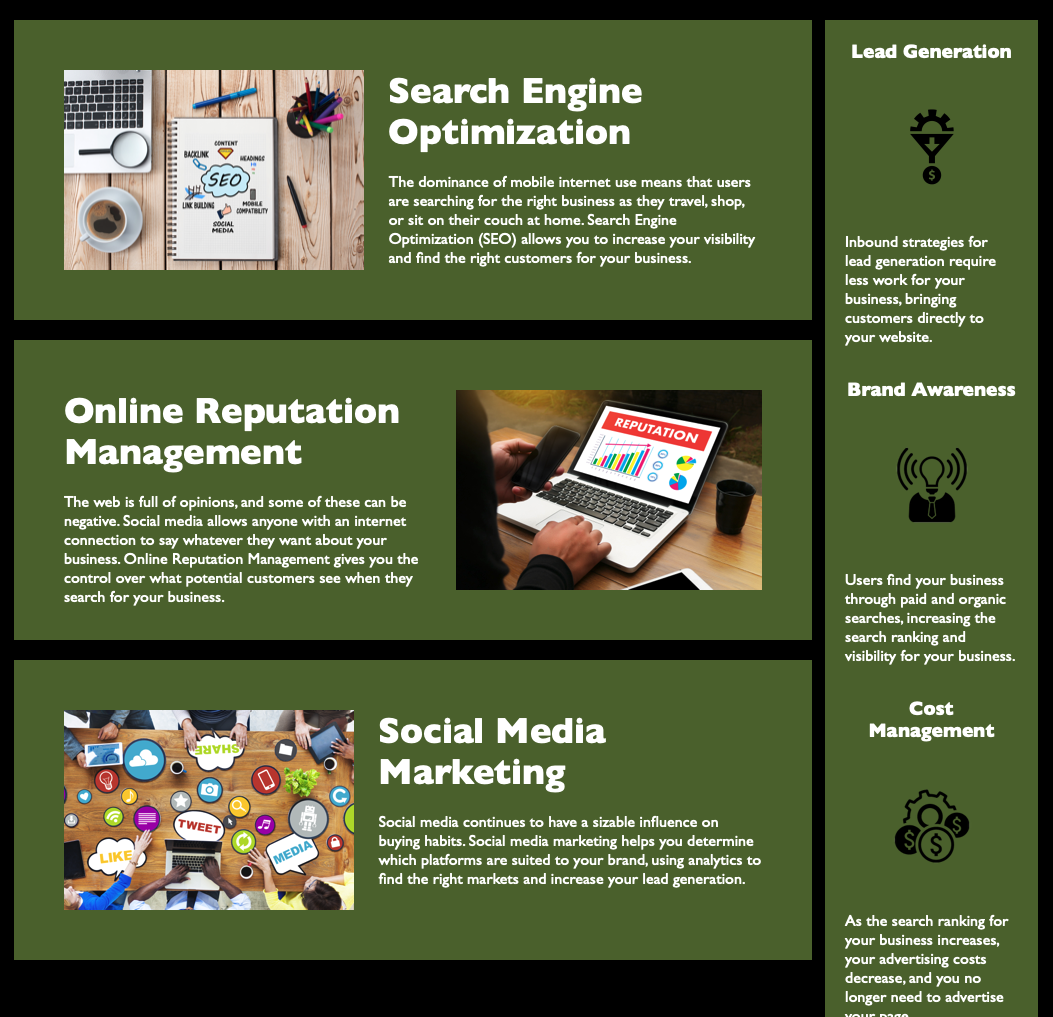 Search Engine
Optimization
The dominance of mobile internet use means that users
are searching for the right business as they travel, shop,
or sit on their couch at home. Search Engine
Optimization (SEO) allows you to increase your visibility
and find the right customers for your business.
CONTENT
BACKLINK
HEADINGS
SEO
LINK BUILDING
MOBILE
COMPATIBILITY
SOCIAL
MEDIA
Online Reputation
Management
The web is full of opinions, and some of these can be
negative. Social media allows anyone with an internet
connection to say whatever they want about your
business. Online Reputation Management gives you the
control over what potential customers see when they
search for your business.
REPUTATION
Social Media
Marketing
Social media continues to have a sizable influence on
buying habits. Social media marketing helps you determine
which platforms are suited to your brand, using analytics to
find the right markets and increase your lead generation.
SHARE
TWEET
LIKE
MEDIA
Lead Generation
$
Inbound strategies for
lead generation require
less work for your
business, bringing
customers directly to
your website.
Brand Awareness
Users find your business
through paid and organic
searches, increasing the
search ranking and
visibility for your business.
Cost
Management
$
$
$
As the search ranking for
your business increases,
your advertising costs
decrease, and you no
longer need to advertise
your page.